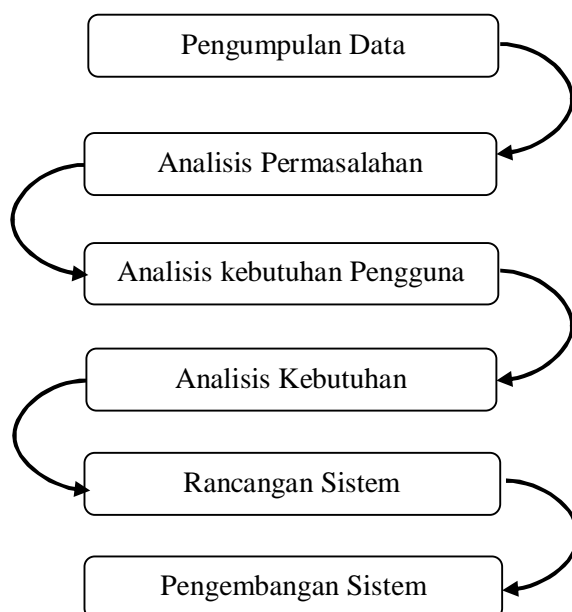 Pengumpulan Data
Analisis Permasalahan
Analisis kebutuhan Pengguna
Analisis Kebutuhan
Rancangan Sistem
Pengembangan Sistem